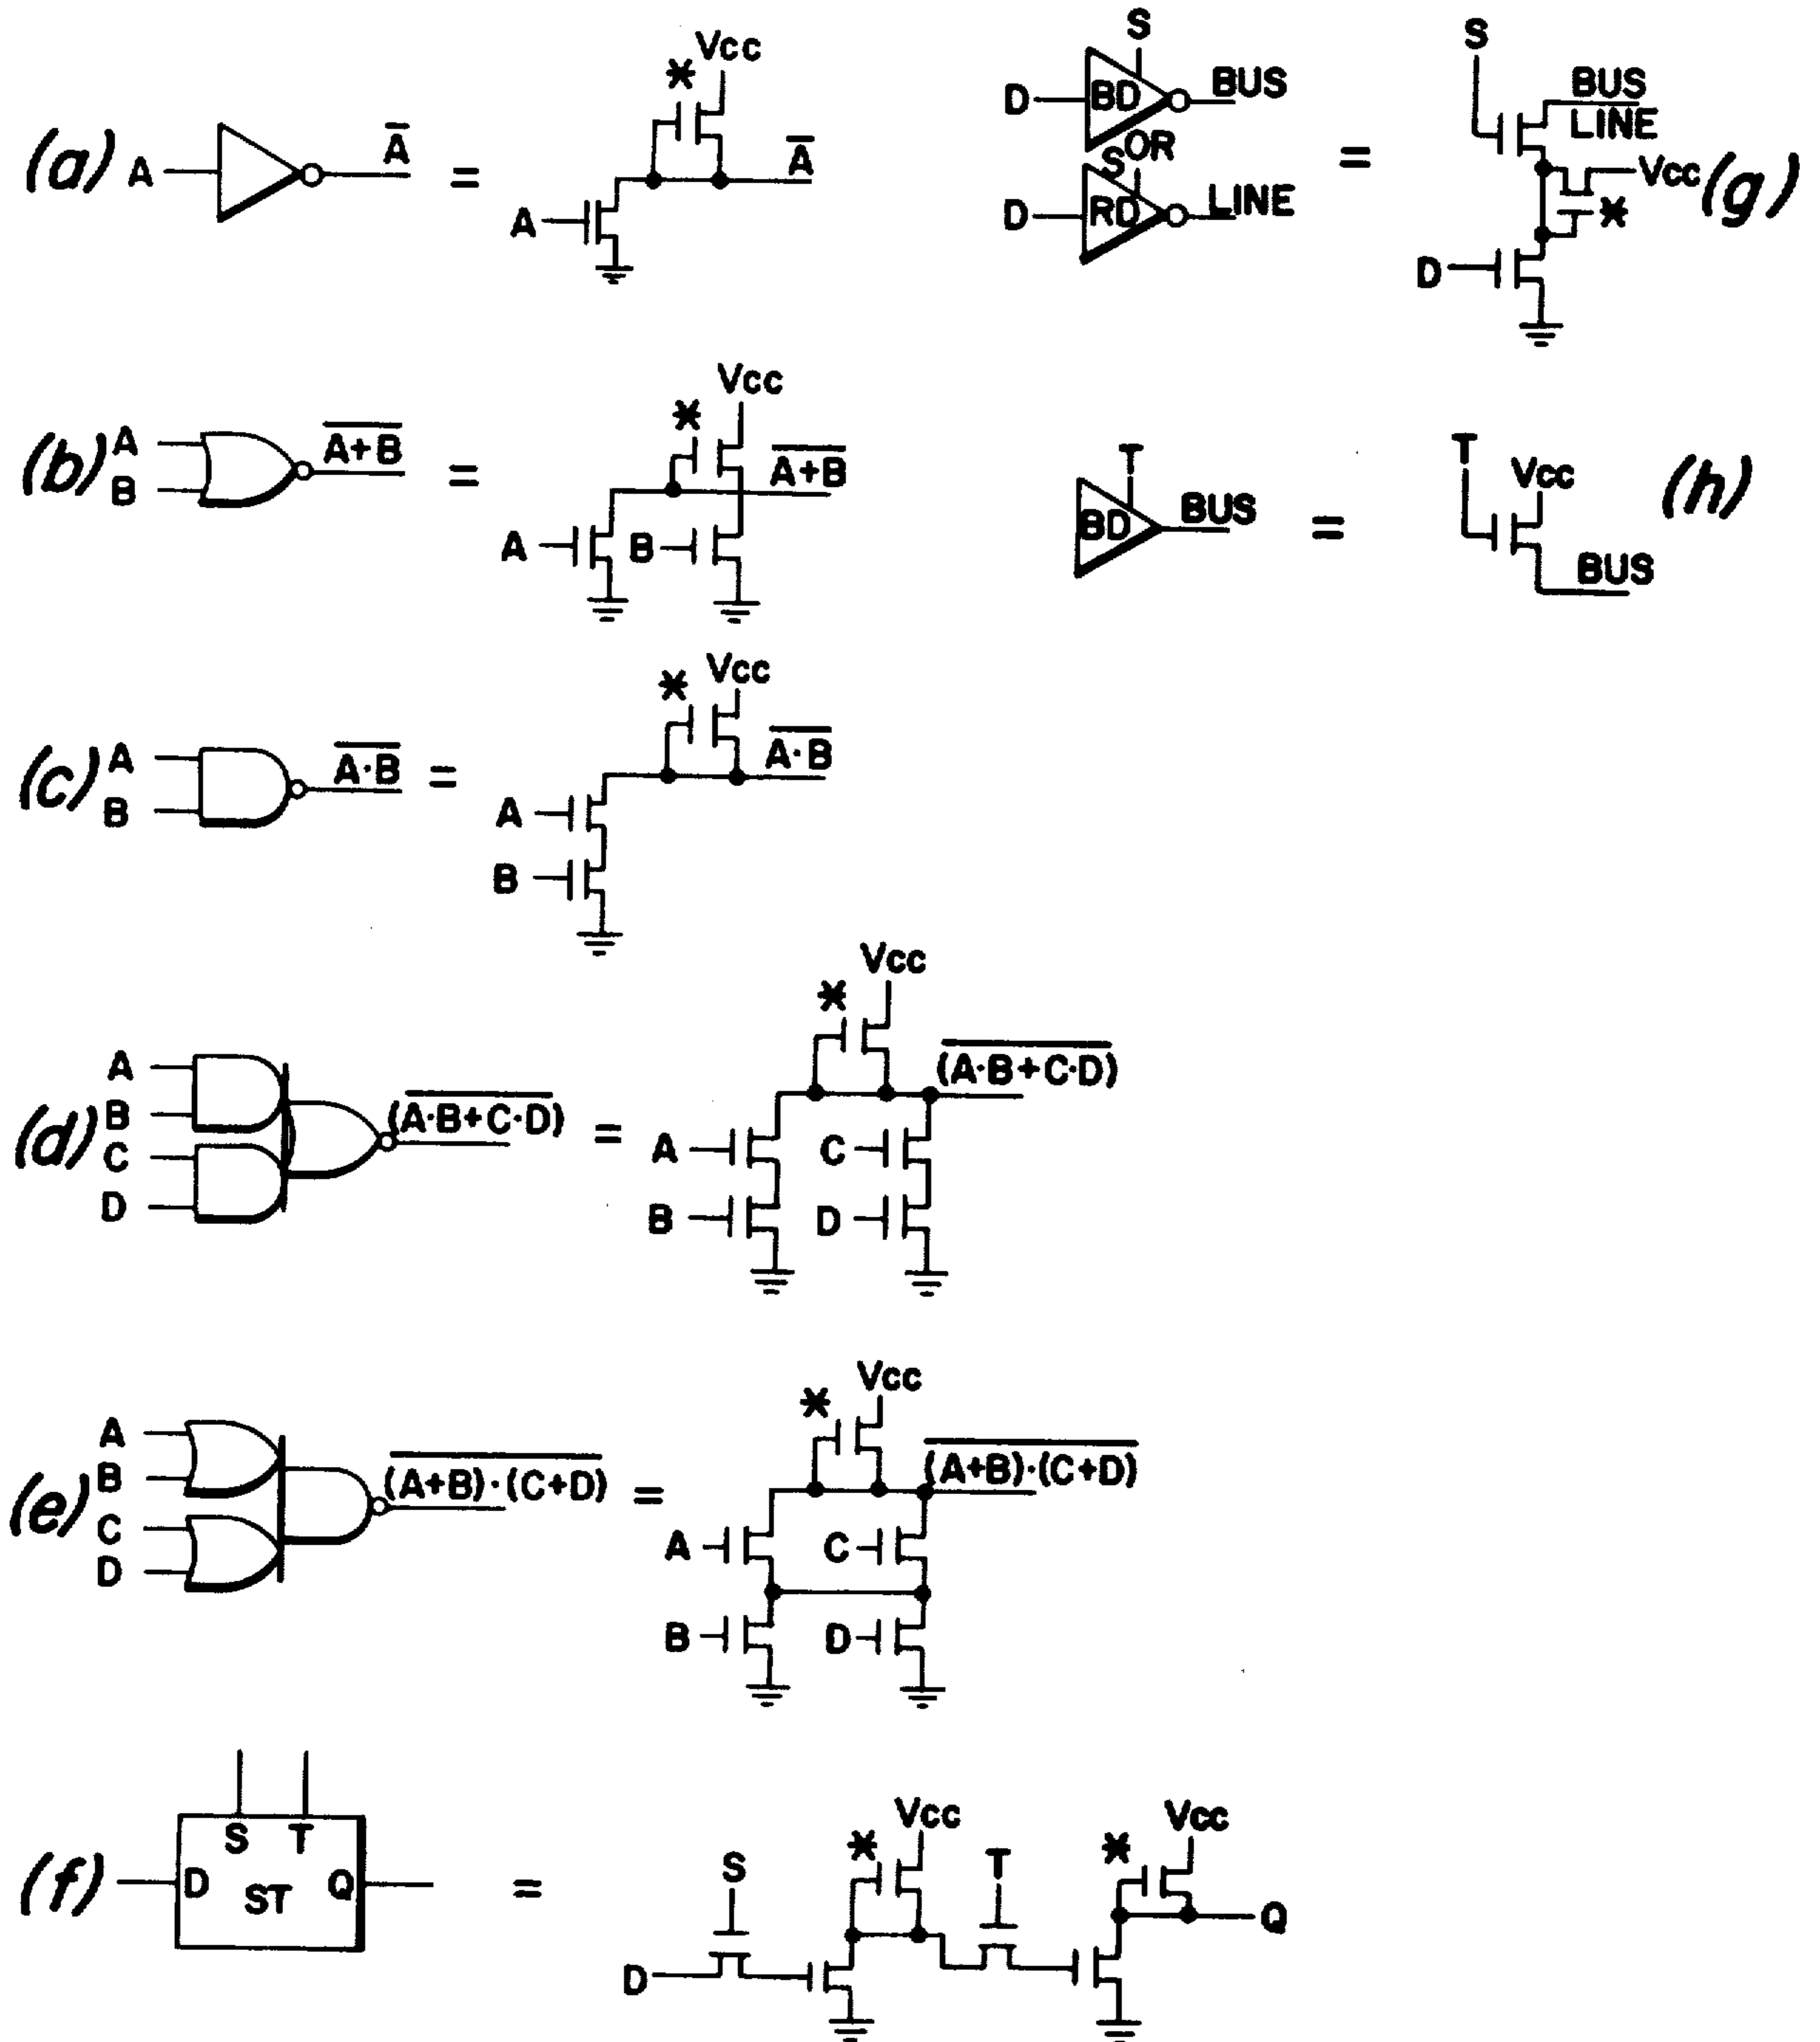 (a) A A̅ = * Vcc A A̅
(b) A B A̅+̅B̅ = * Vcc A B A̅+̅B̅
(c) A B A̅·̅B̅ = * Vcc A B A̅·̅B̅
(d) A B C D (A̅·̅B̅+̅C̅·̅D̅) = * Vcc A B C D (A̅·̅B̅+̅C̅·̅D̅)
(e) A B C D (̅A̅+̅B̅)̅·̅(̅C̅+̅D̅)̅ = * Vcc A B C D (̅A̅+̅B̅)̅·̅(̅C̅+̅D̅)̅
(f) D S T ST Q = D S * Vcc T * Vcc Q
S
D BD BUS
OR
S
D RD LINE
=
S
BUS
LINE
Vcc
*
D
(g)
T
BD BUS
=
T
Vcc
BUS
(h)